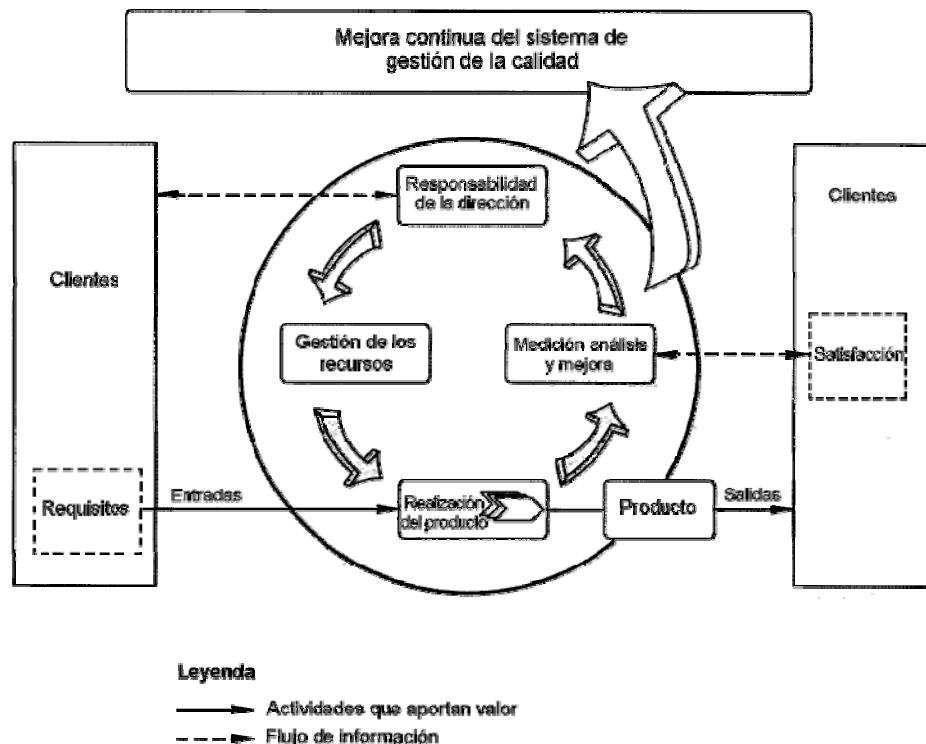 Mejora continua del sistema de
gestión de la calidad
Responsabilidad
de la dirección
Clientes
Clientes
Gestión de los
recursos
Medición análisis
y mejora
Satisfacción
Requisitos
Entradas
Realización
del producto
Producto
Salidas
Leyenda
Actividades que aportan valor
Flujo de información